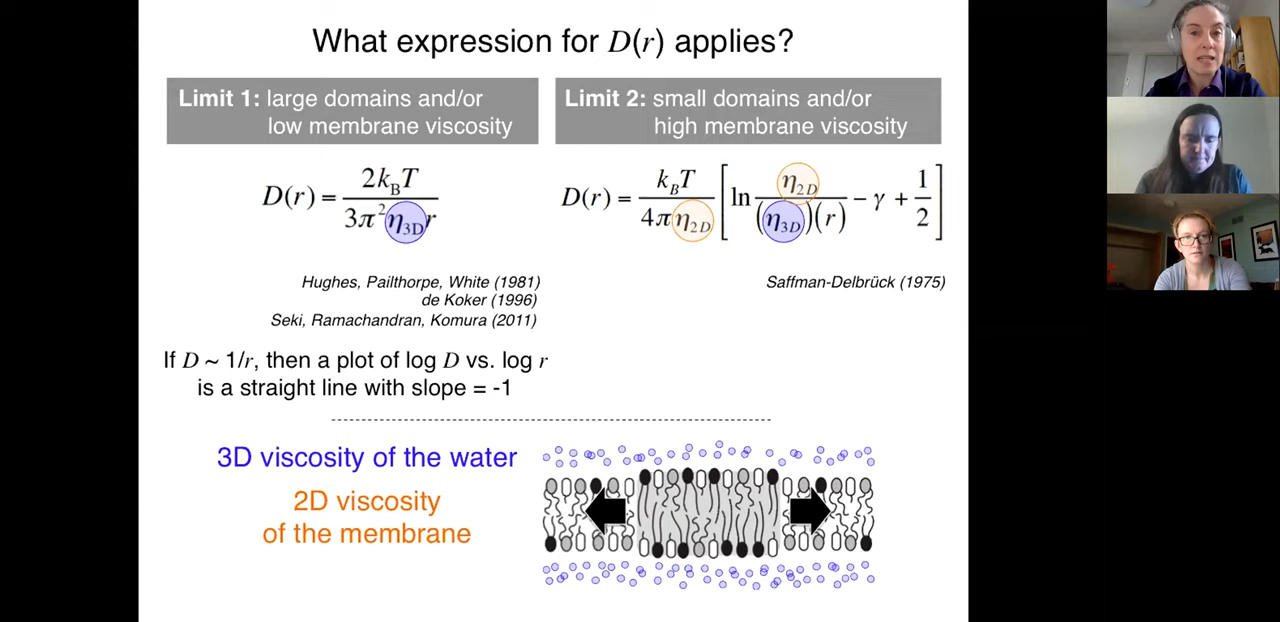 What expression for D(r) applies?
Limit 1: large domains and/or
low membrane viscosity
Limit 2: small domains and/or
high membrane viscosity
D(r) = 2k_BT / 3π²η_3D r
D(r) = k_BT / 4πη_2D [ ln η_2D / (η_3D)(r) − γ + 1/2 ]
Hughes, Pailthorpe, White (1981)
de Koker (1996)
Seki, Ramachandran, Komura (2011)
Saffman-Delbrück (1975)
If D ~ 1/r, then a plot of log D vs. log r
is a straight line with slope = -1
3D viscosity of the water
2D viscosity
of the membrane